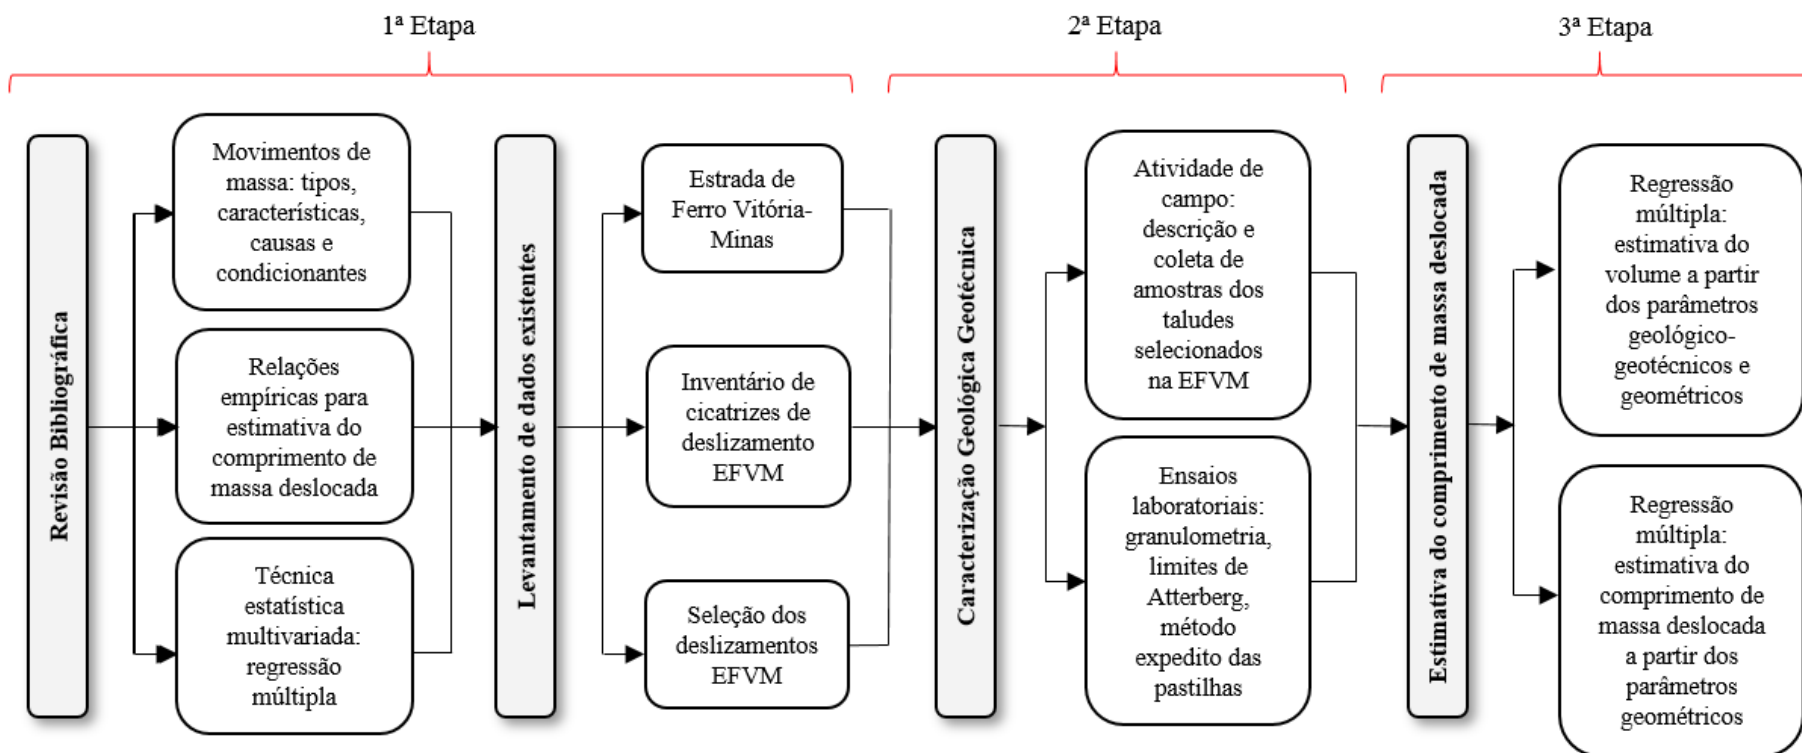 1ª Etapa
2ª Etapa
3ª Etapa
Revisão Bibliográfica
Movimentos de
massa: tipos,
características,
causas e
condicionantes
Relações
empíricas para
estimativa do
comprimento de
massa deslocada
Técnica
estatística
multivariada:
regressão
múltipla
Levantamento de dados existentes
Estrada de
Ferro Vitória-
Minas
Inventário de
cicatrizes de
deslizamento
EFVM
Seleção dos
deslizamentos
EFVM
Caracterização Geológica Geotécnica
Atividade de
campo:
descrição e
coleta de
amostras dos
taludes
selecionados
na EFVM
Ensaios
laboratoriais:
granulometria,
limites de
Atterberg,
método
expedito das
pastilhas
Estimativa do comprimento de massa deslocada
Regressão
múltipla:
estimativa do
volume a partir
dos parâmetros
geológico-
geotécnicos e
geométricos
Regressão
múltipla:
estimativa do
comprimento de
massa deslocada
a partir dos
parâmetros
geométricos